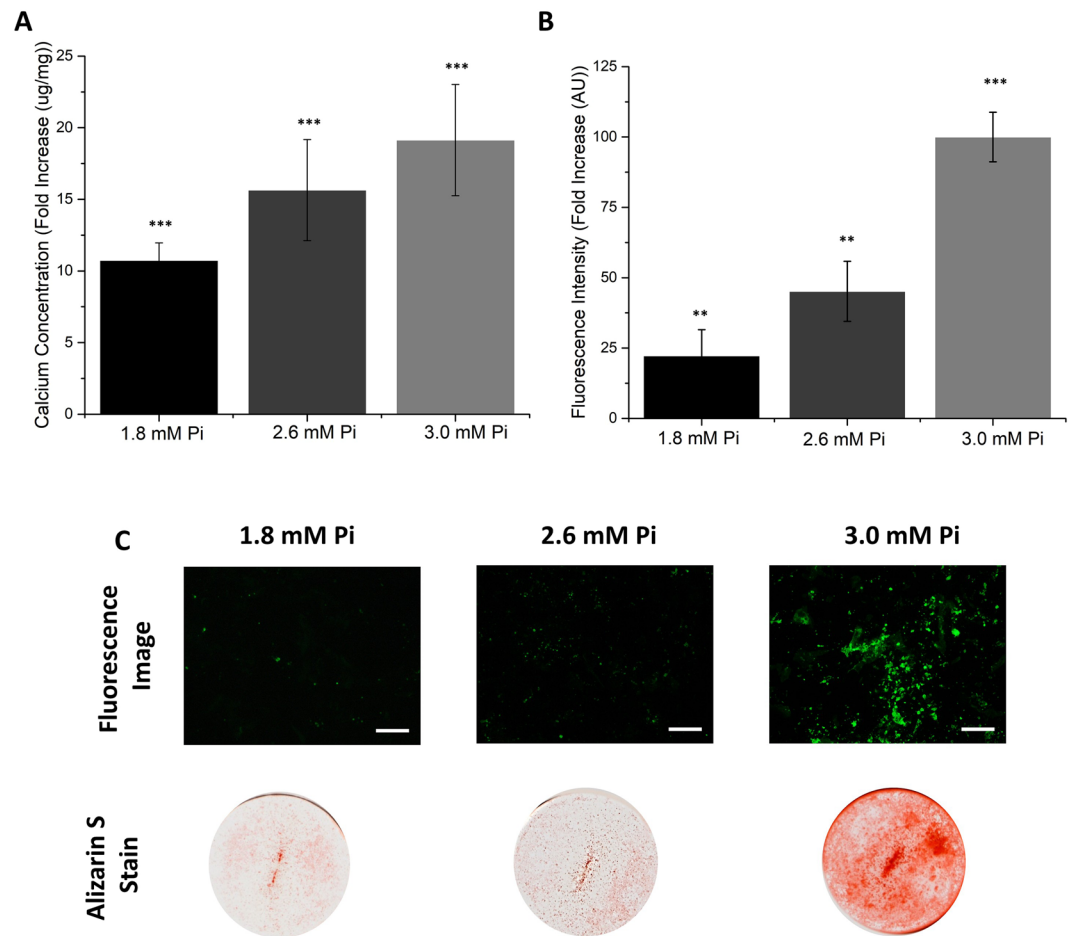 A
Calcium Concentration (Fold Increase (ug/mg))
25
20
15
10
5
0
***
***
***
1.8 mM Pi
2.6 mM Pi
3.0 mM Pi
B
Fluorescence Intensity (Fold Increase (AU))
125
100
75
50
25
0
**
**
***
1.8 mM Pi
2.6 mM Pi
3.0 mM Pi
C
1.8 mM Pi
2.6 mM Pi
3.0 mM Pi
Fluorescence
Image
Alizarin S
Stain